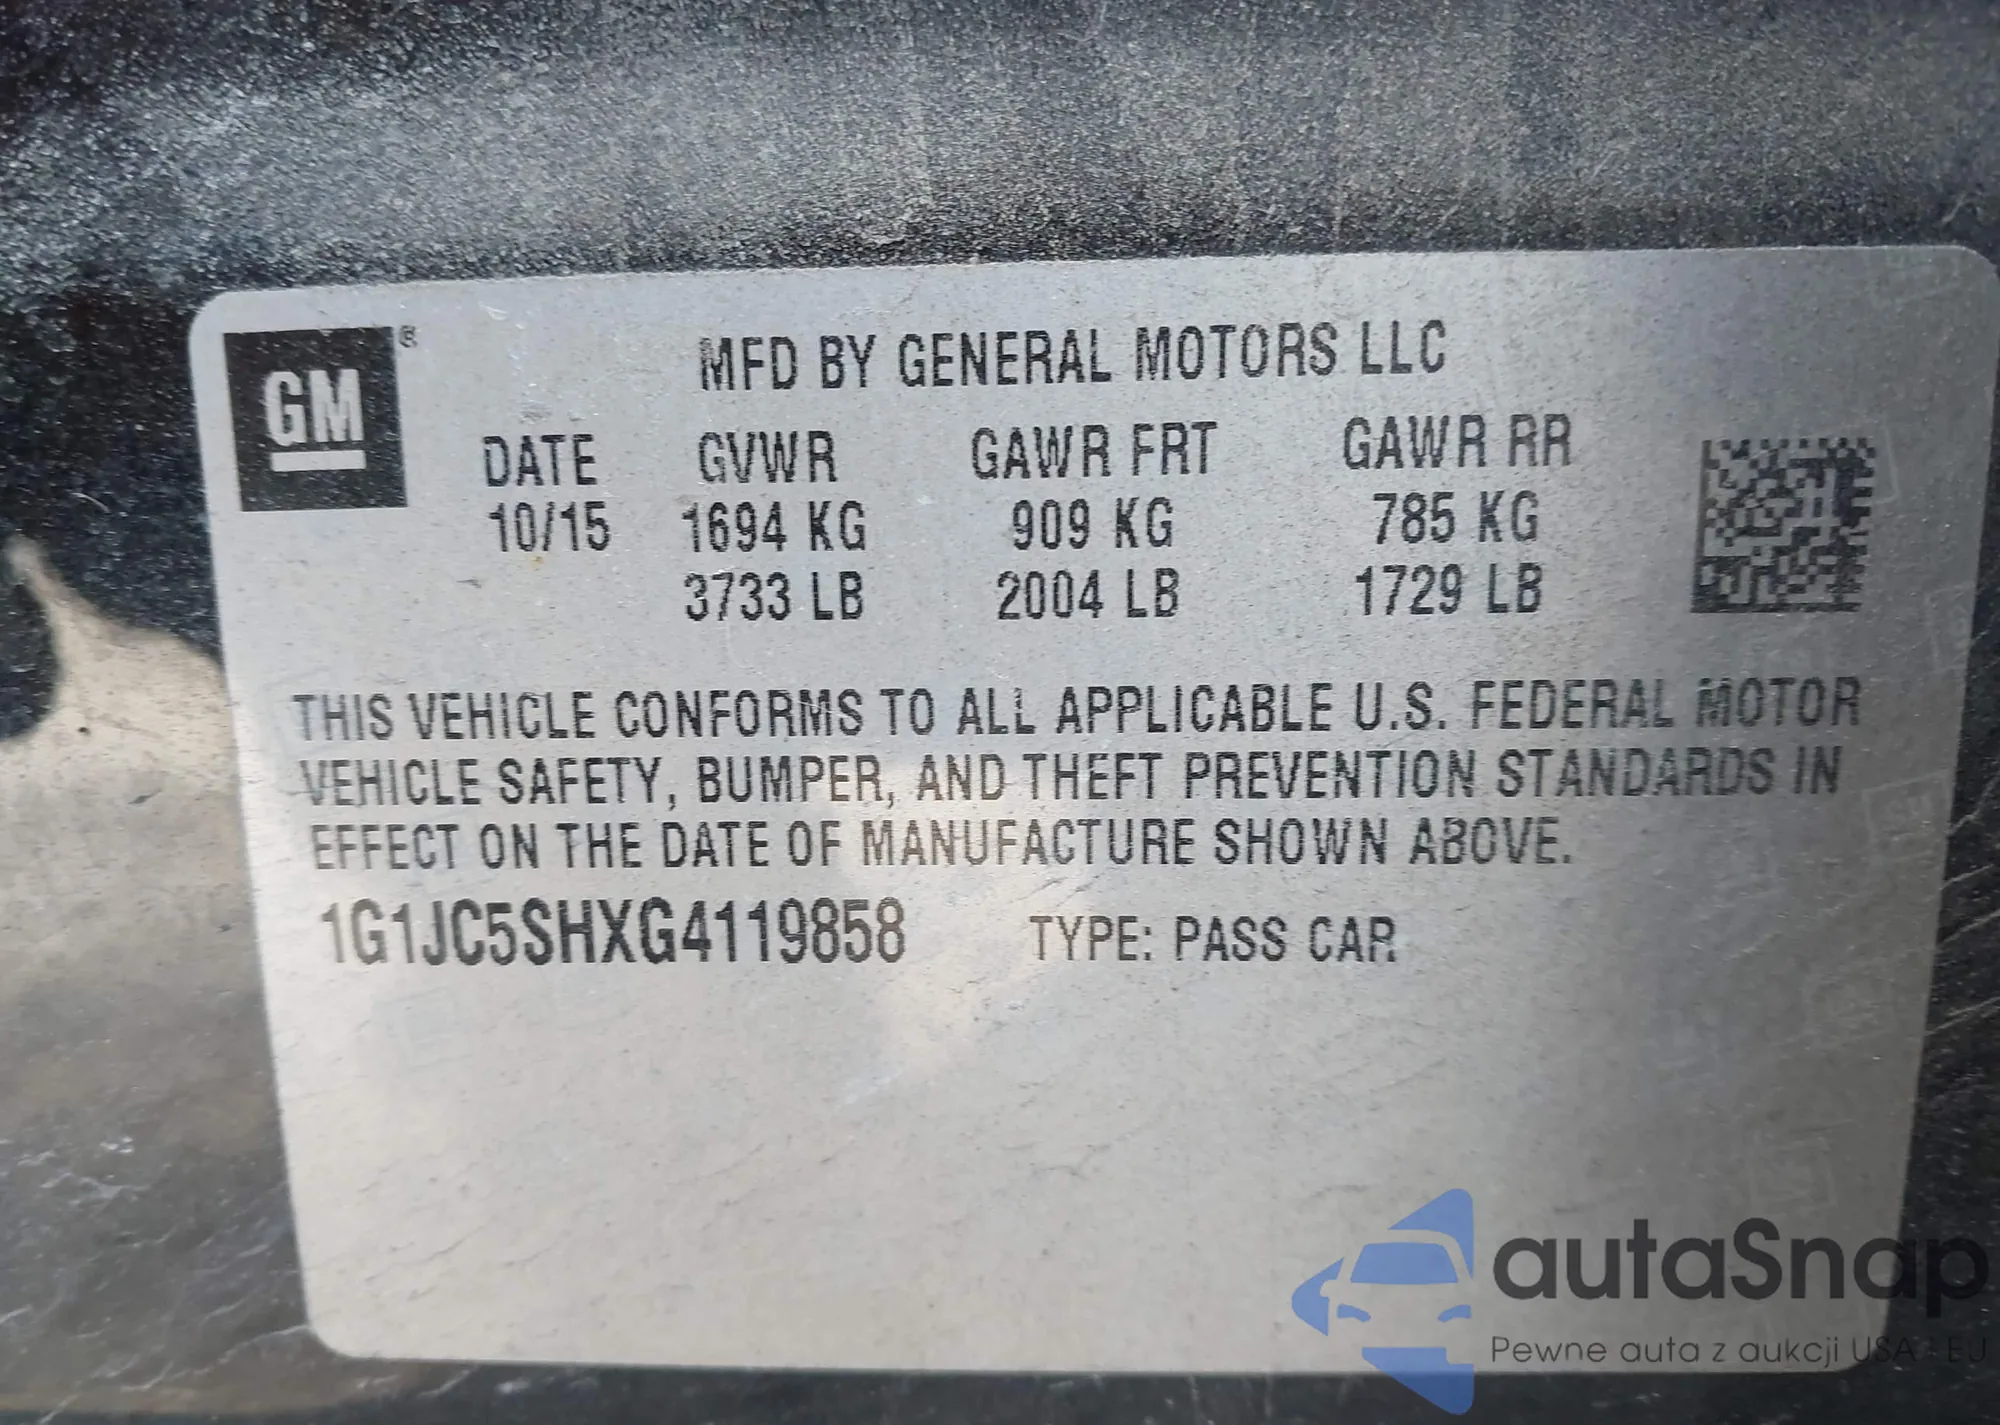 GM®
MFD BY GENERAL MOTORS LLC
DATE GVWR GAWR FRT GAWR RR
10/15 1694 KG 909 KG 785 KG
3733 LB 2004 LB 1729 LB
THIS VEHICLE CONFORMS TO ALL APPLICABLE U.S. FEDERAL MOTOR
VEHICLE SAFETY, BUMPER, AND THEFT PREVENTION STANDARDS IN
EFFECT ON THE DATE OF MANUFACTURE SHOWN ABOVE.
1G1JC5SHXG4119858 TYPE: PASS CAR
autaSnap
Pewne auta z aukcji USA i EU